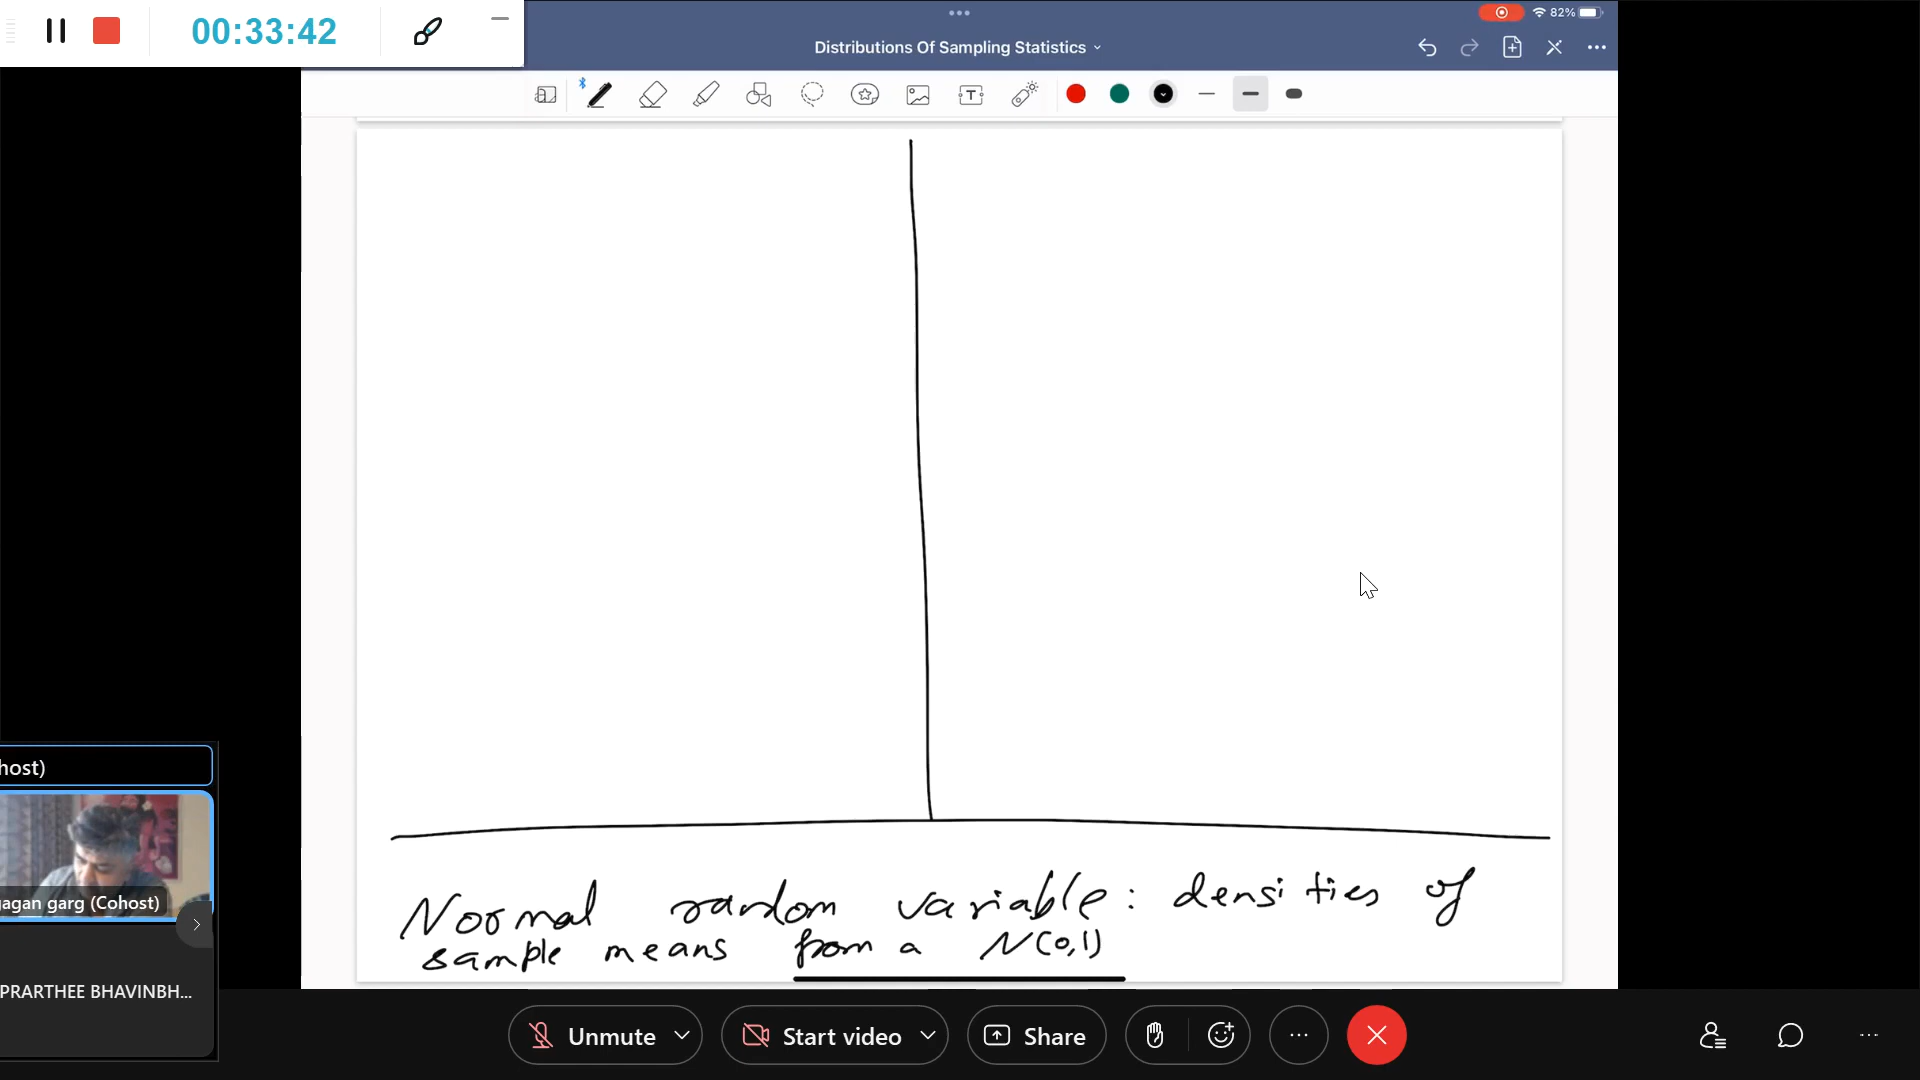 00:33:42
82%
Distributions Of Sampling Statistics
Normal random variable: densities of
sample means from a N(0,1)
host)
gagan garg (Cohost)
PRARTHEE BHAVINBH...
Unmute
Start video
Share